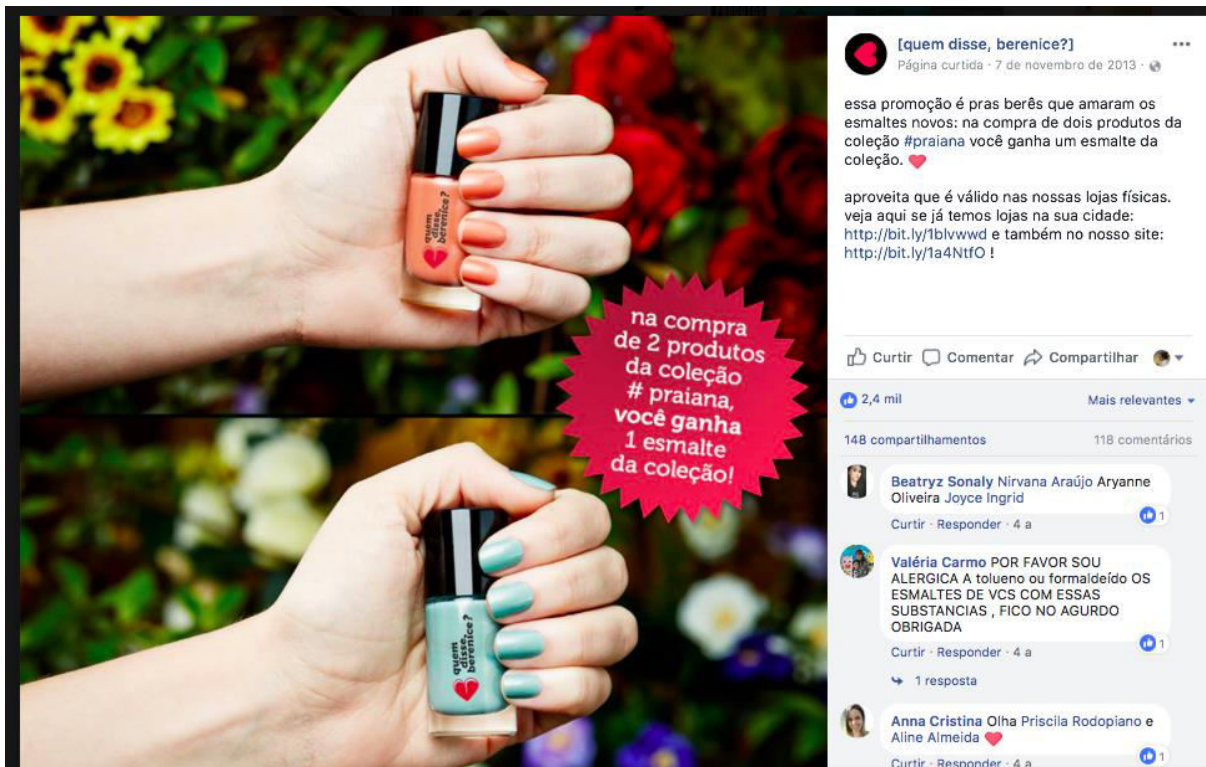 quem
disse,
berenice?
na compra
de 2 produtos
da coleção
# praiana,
você ganha
1 esmalte
da coleção!
quem
disse,
berenice?
[quem disse, berenice?]
Página curtida · 7 de novembro de 2013 ·
essa promoção é pras berês que amaram os
esmaltes novos: na compra de dois produtos da
coleção #praiana você ganha um esmalte da
coleção. ❤
aproveita que é válido nas nossas lojas físicas.
veja aqui se já temos lojas na sua cidade:
http://bit.ly/1blvwwd e também no nosso site:
http://bit.ly/1a4NtfO !
Curtir Comentar Compartilhar
2,4 mil Mais relevantes
148 compartilhamentos 118 comentários
Beatryz Sonaly Nirvana Araújo Aryanne
Oliveira Joyce Ingrid
1
Curtir · Responder · 4 a
Valéria Carmo POR FAVOR SOU
ALERGICA A tolueno ou formaldeído OS
ESMALTES DE VCS COM ESSAS
SUBSTANCIAS , FICO NO AGURDO
OBRIGADA
1
Curtir · Responder · 4 a
1 resposta
Anna Cristina Olha Priscila Rodopiano e
Aline Almeida ❤
1
Curtir · Responder · 4 a